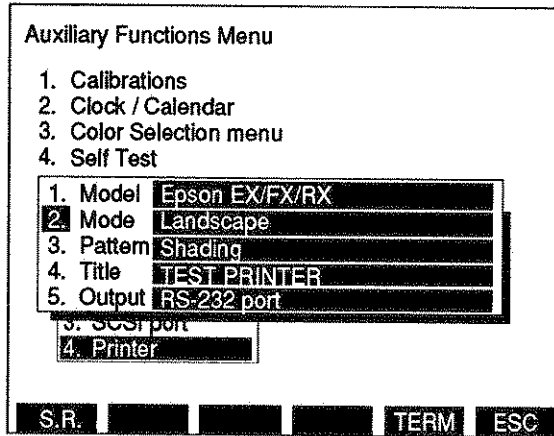 Auxiliary Functions Menu
1. Calibrations
2. Clock / Calendar
3. Color Selection menu
4. Self Test
1. Model Epson EX/FX/RX
2. Mode Landscape
3. Pattern Shading
4. Title TEST PRINTER
5. Output RS-232 port
3. SCSI port
4. Printer
S.R. TERM ESC